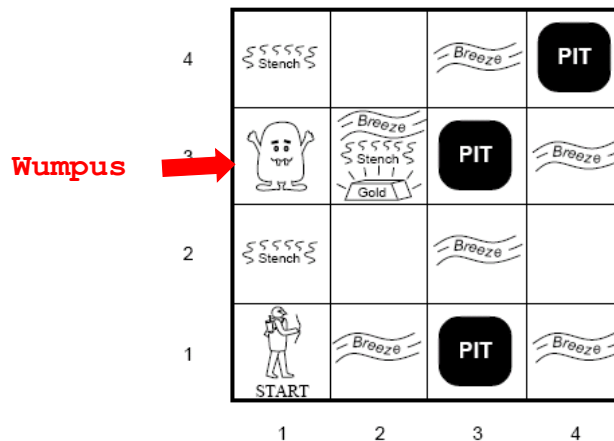 4
Stench
Breeze
PIT
Wumpus
3
Breeze
Stench
Gold
PIT
Breeze
2
Stench
Breeze
1
START
Breeze
PIT
Breeze
1 2 3 4